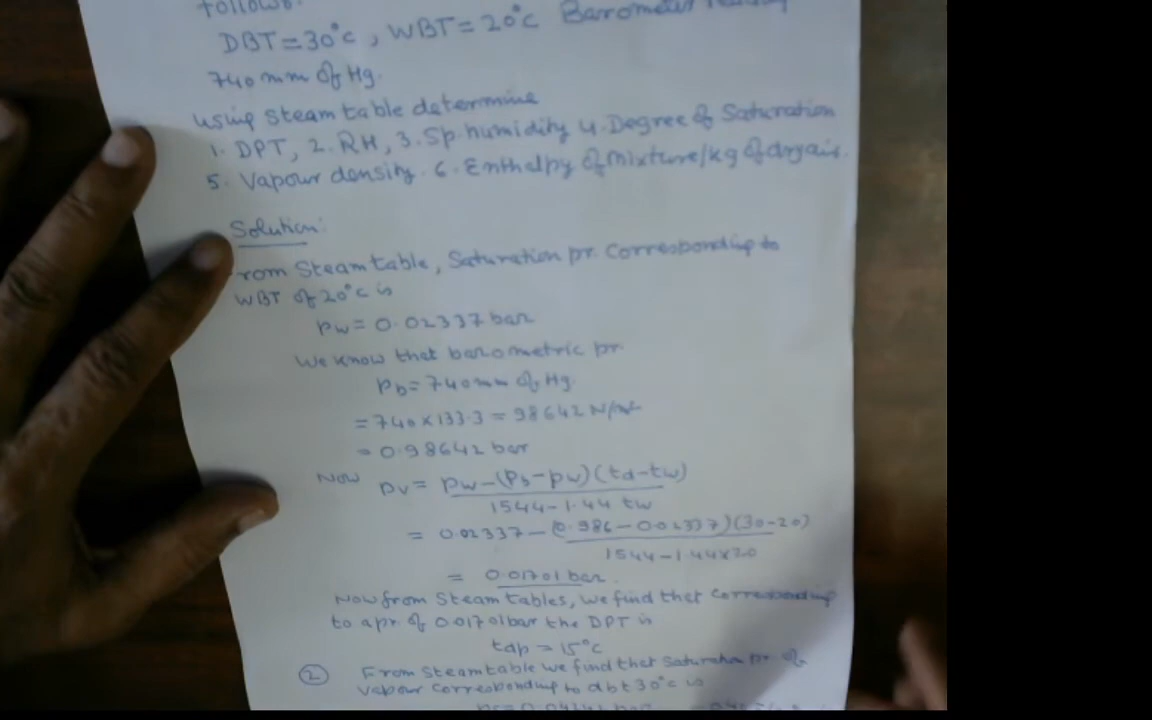 follows:
DBT = 30°C, WBT = 20°C Barometer reading
740 mm of Hg.
using steam table determine
1. DPT, 2. RH, 3. Sp. humidity 4. Degree of Saturation
5. Vapour density. 6. Enthalpy of mixture/kg of dry air.
Solution:
rom Steam table, Saturation pr. Corresponding to
WBT of 20°C is
pw = 0.02337 bar
We know that barometric pr.
Pb = 740 mm of Hg.
= 740 x 133.3 = 98642 N/m²
= 0.98642 bar
Now pv = pw - (Pb - pw) (td - tw)
1544 - 1.44 tw
= 0.02337 - (0.986 - 0.02337) (30 - 20)
1544 - 1.44 x 20
= 0.01701 bar.
Now from Steam tables, we find that corresponding
to a pr. of 0.01701 bar the DPT is
tdp = 15°C
2 From Steam table we find that Saturation pr. of
vapour corresponding to dbt 30°C is